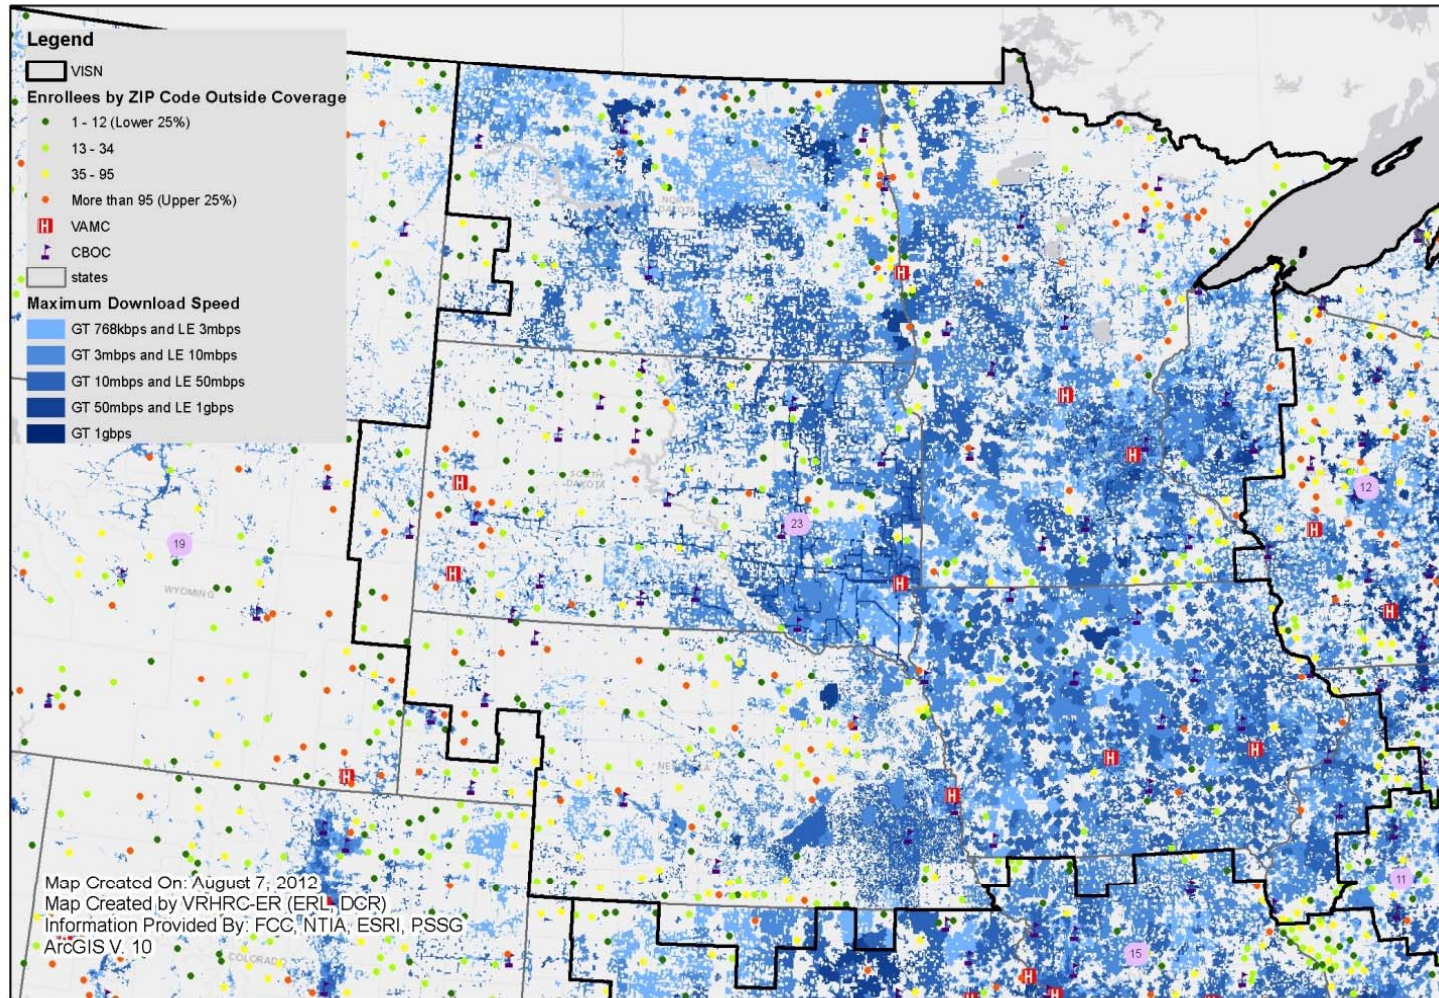 Legend
VISN
Enrollees by ZIP Code Outside Coverage
1 - 12 (Lower 25%)
13 - 34
35 - 95
More than 95 (Upper 25%)
H VAMC
CBOC
states
Maximum Download Speed
GT 768kbps and LE 3mbps
GT 3mbps and LE 10mbps
GT 10mbps and LE 50mbps
GT 50mbps and LE 1gbps
GT 1gbps
NORTH
DAKOTA
H
H
H
H
SOUTH
DAKOTA
12
23
19
H
H
H
WYOMING
H
H
H
NEBRASKA
H
H
11
Map Created On: August 7, 2012
Map Created by VRHRC-ER (ERL, DCR)
Information Provided By: FCC, NTIA, ESRI, PSSG
ArcGIS V. 10
COLORADO
15
H
H